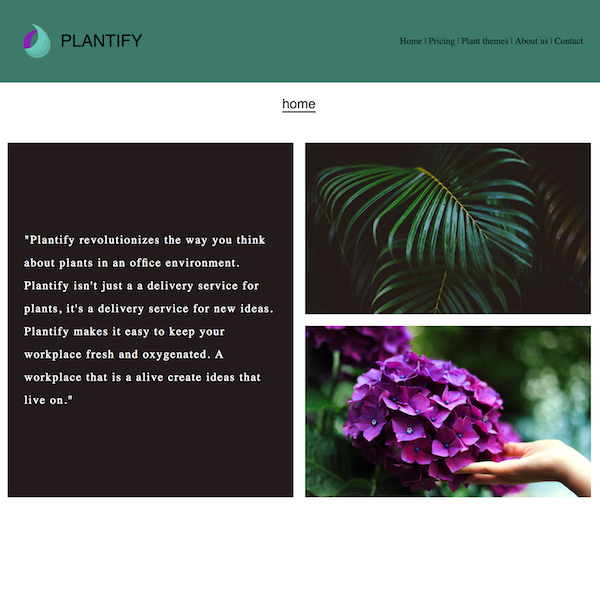 PLANTIFY
Home | Pricing | Plant themes | About us | Contact
home
"Plantify revolutionizes the way you think
about plants in an office environment.
Plantify isn't just a a delivery service for
plants, it's a delivery service for new ideas.
Plantify makes it easy to keep your
workplace fresh and oxygenated. A
workplace that is a alive create ideas that
live on."